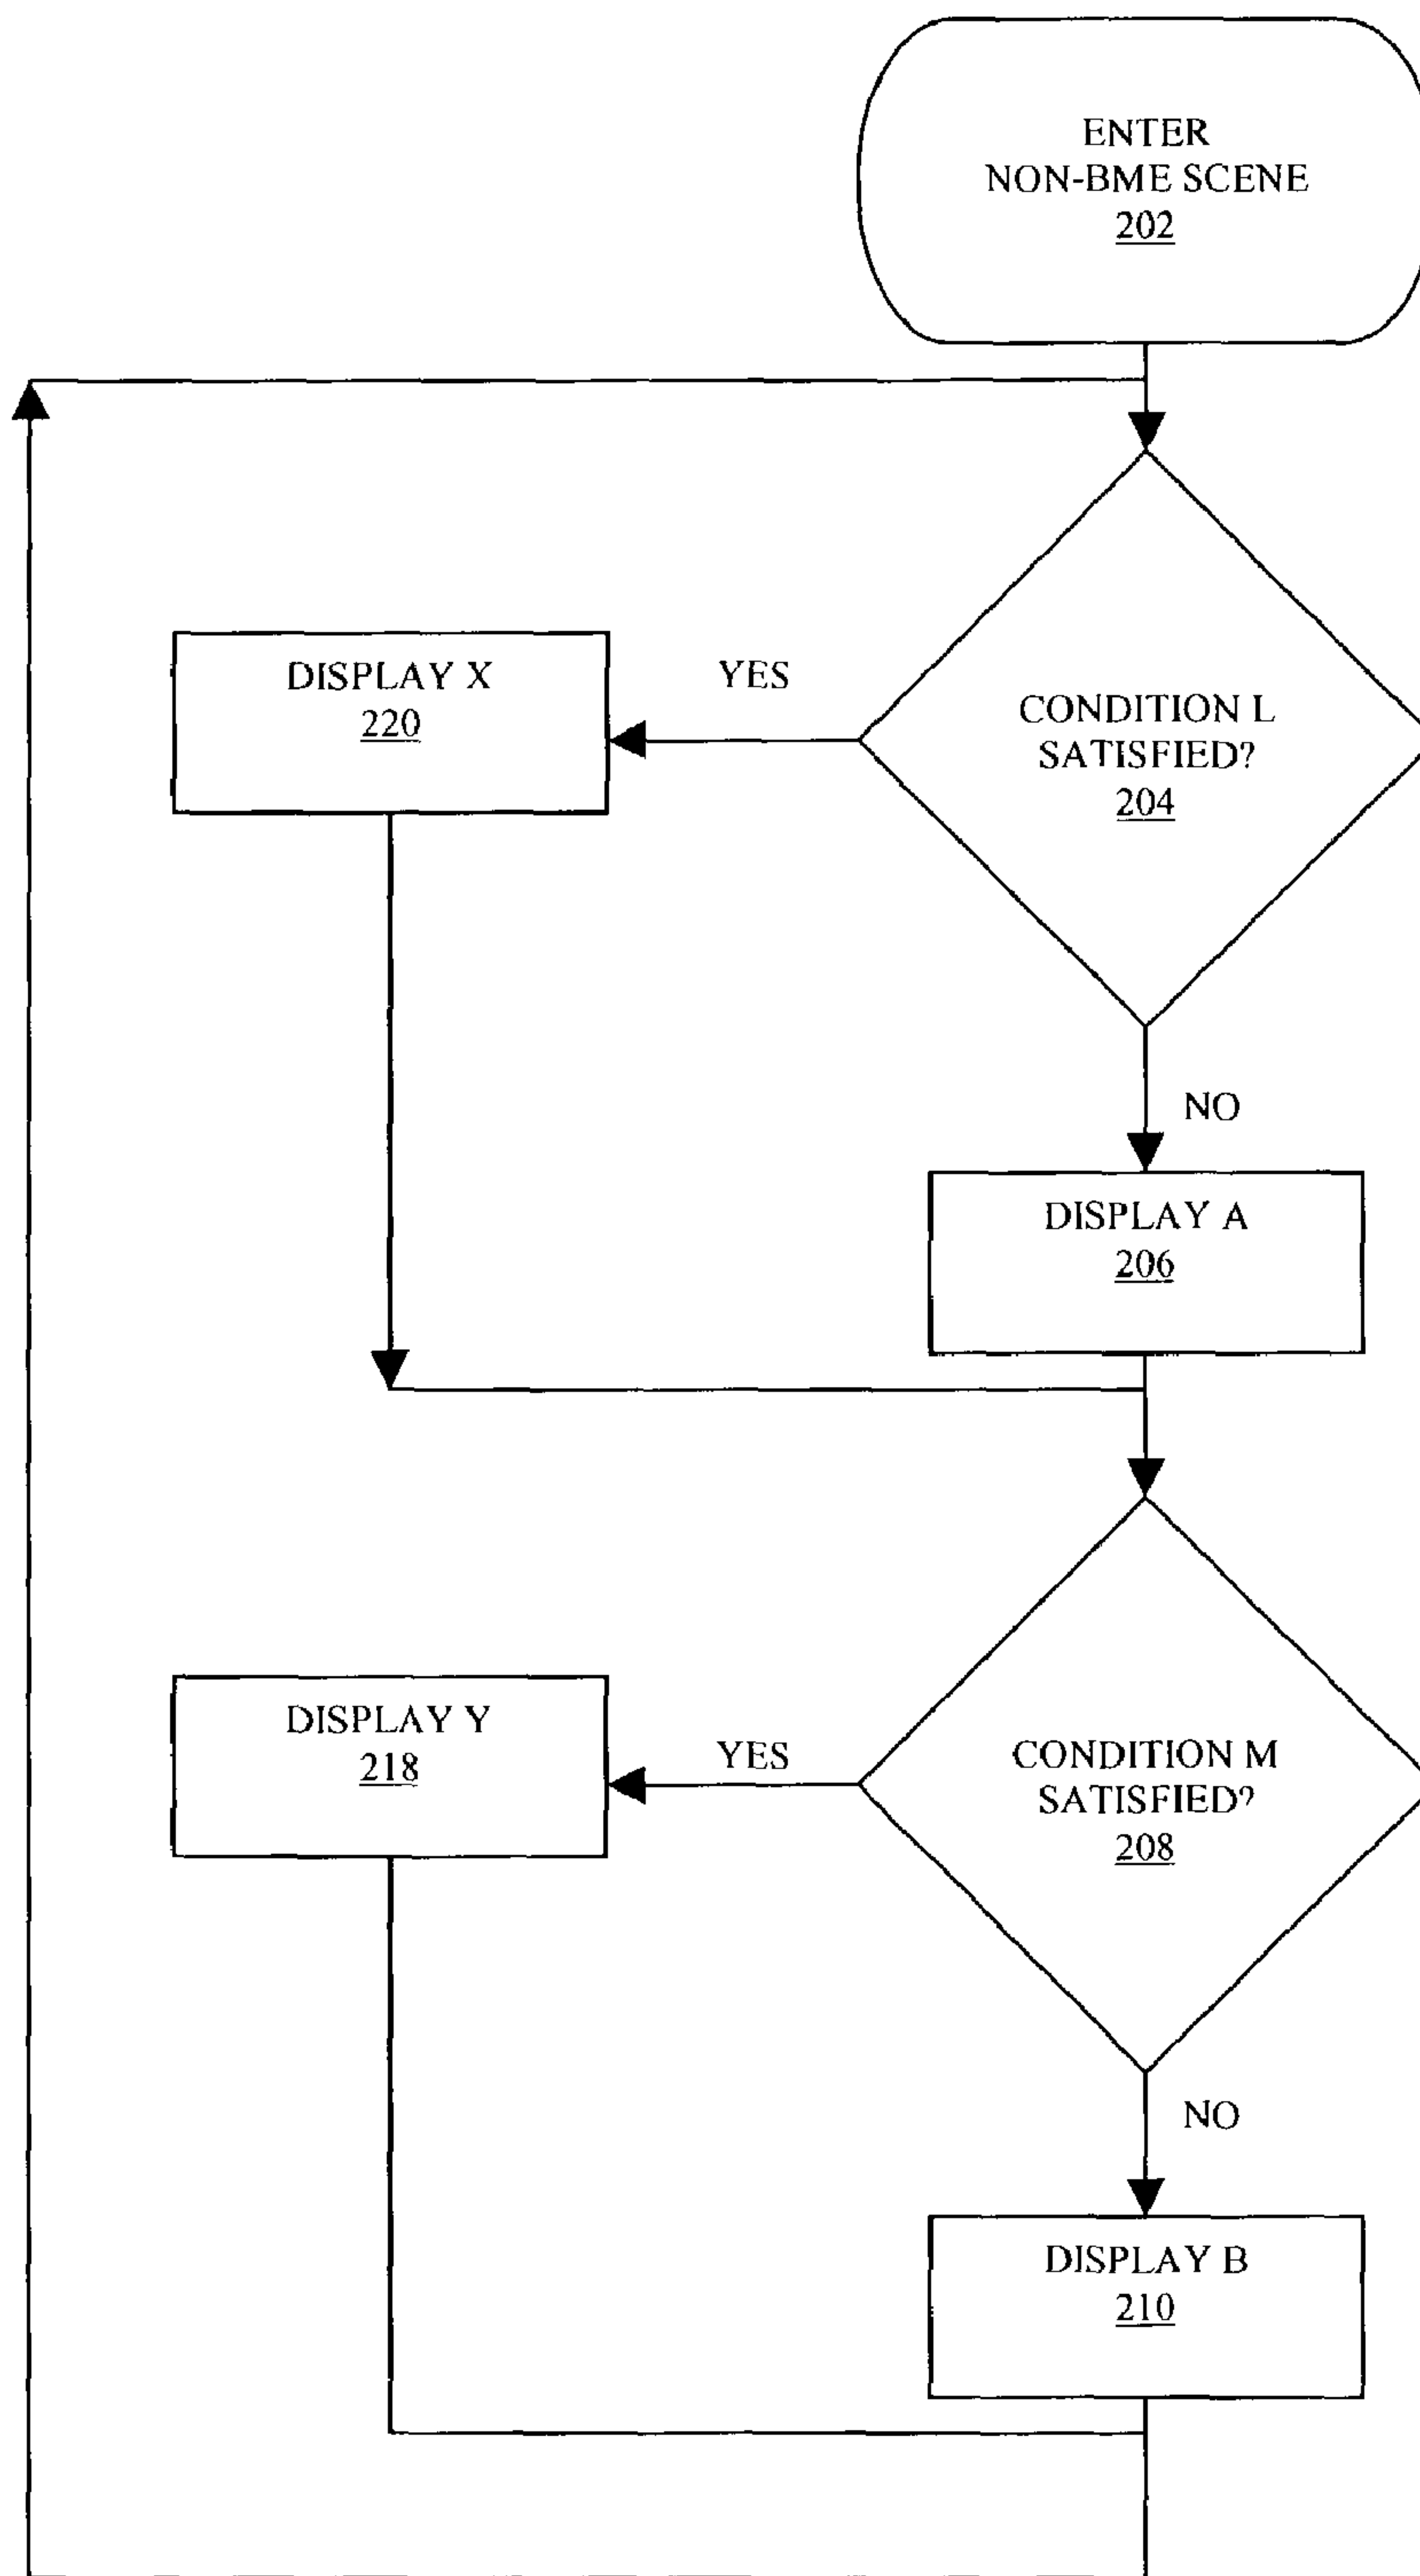 ENTER
NON-BME SCENE
202
DISPLAY X
220
YES
CONDITION L
SATISFIED?
204
NO
DISPLAY A
206
DISPLAY Y
218
YES
CONDITION M
SATISFIED?
208
NO
DISPLAY B
210